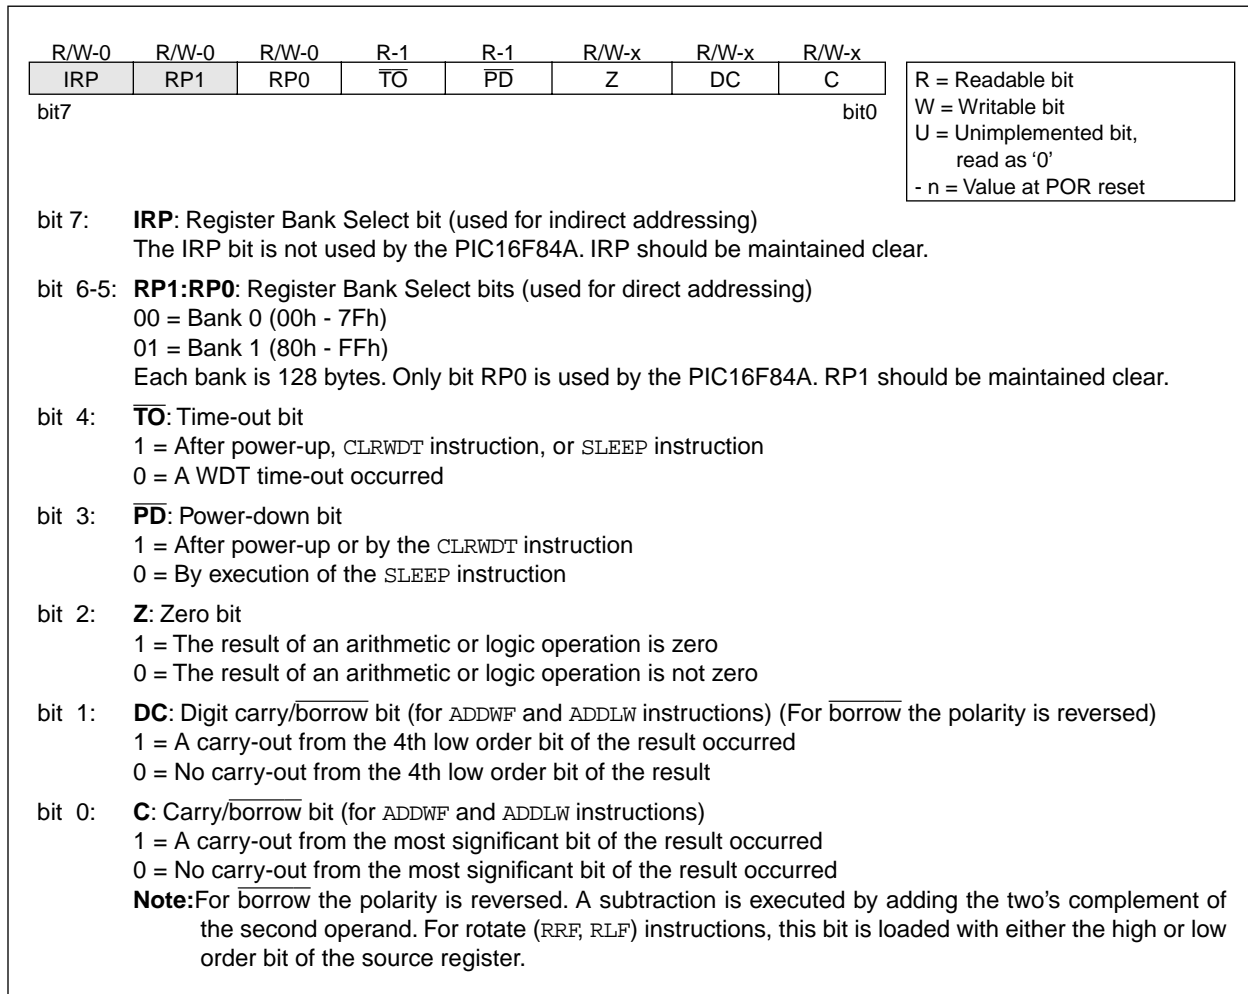 R/W-0 R/W-0 R/W-0 R-1 R-1 R/W-x R/W-x R/W-x
IRP RP1 RP0 T̅O̅ P̅D̅ Z DC C
bit7 bit0
R = Readable bit
W = Writable bit
U = Unimplemented bit,
read as ‘0’
- n = Value at POR reset
bit 7: IRP: Register Bank Select bit (used for indirect addressing)
The IRP bit is not used by the PIC16F84A. IRP should be maintained clear.
bit 6-5: RP1:RP0: Register Bank Select bits (used for direct addressing)
00 = Bank 0 (00h - 7Fh)
01 = Bank 1 (80h - FFh)
Each bank is 128 bytes. Only bit RP0 is used by the PIC16F84A. RP1 should be maintained clear.
bit 4: T̅O̅: Time-out bit
1 = After power-up, CLRWDT instruction, or SLEEP instruction
0 = A WDT time-out occurred
bit 3: P̅D̅: Power-down bit
1 = After power-up or by the CLRWDT instruction
0 = By execution of the SLEEP instruction
bit 2: Z: Zero bit
1 = The result of an arithmetic or logic operation is zero
0 = The result of an arithmetic or logic operation is not zero
bit 1: DC: Digit carry/b̅o̅r̅r̅o̅w̅ bit (for ADDWF and ADDLW instructions) (For b̅o̅r̅r̅o̅w̅ the polarity is reversed)
1 = A carry-out from the 4th low order bit of the result occurred
0 = No carry-out from the 4th low order bit of the result
bit 0: C: Carry/b̅o̅r̅r̅o̅w̅ bit (for ADDWF and ADDLW instructions)
1 = A carry-out from the most significant bit of the result occurred
0 = No carry-out from the most significant bit of the result occurred
Note:For b̅o̅r̅r̅o̅w̅ the polarity is reversed. A subtraction is executed by adding the two’s complement of
the second operand. For rotate (RRF, RLF) instructions, this bit is loaded with either the high or low
order bit of the source register.